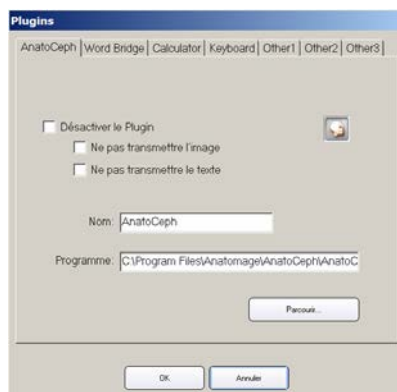 Plugins
AnatoCeph Word Bridge Calculator Keyboard Other1 Other2 Other3
Désactiver le Plugin
Ne pas transmettre l'image
Ne pas transmettre le texte
Nom: AnatoCeph
Programme: C:\Program Files\Anatomage\AnatoCeph\AnatoC
Parcourir...
OK Annuler